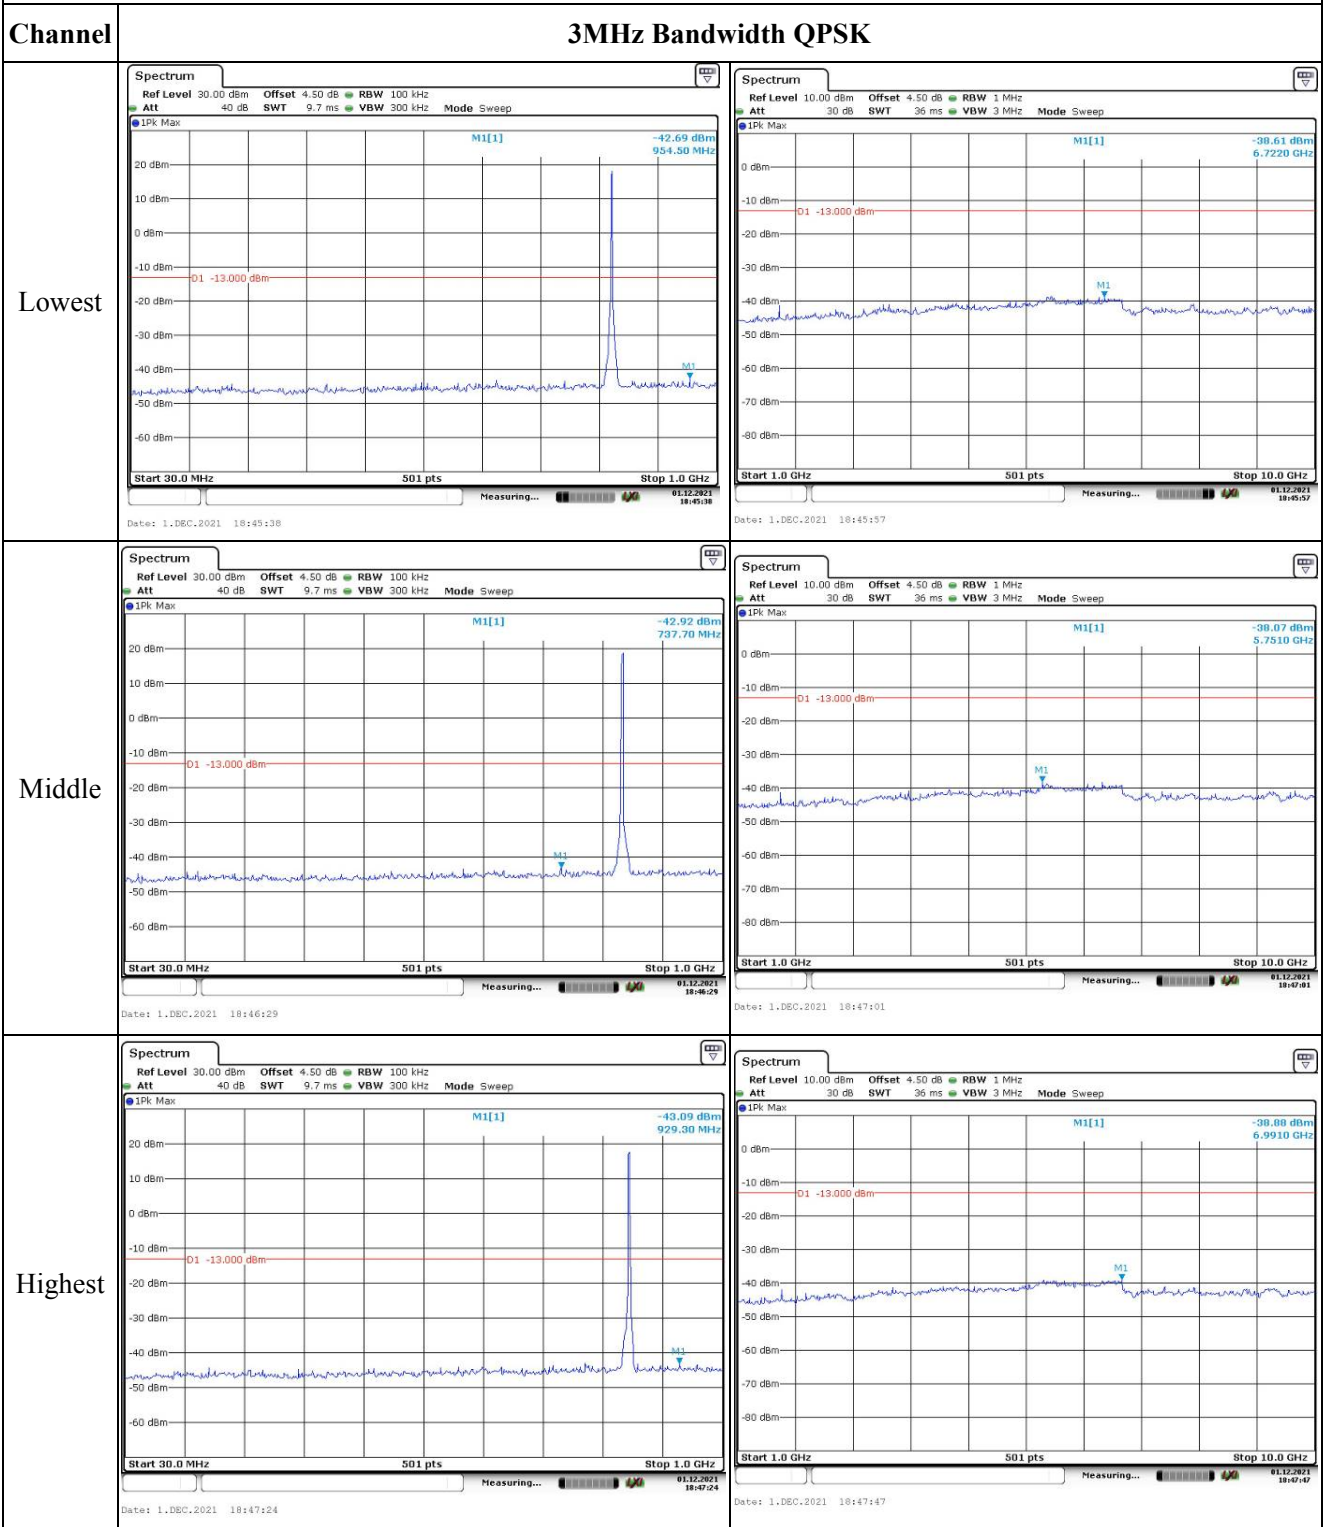 Channel
3MHz Bandwidth QPSK
Lowest
Spectrum
Ref Level 30.00 dBm Offset 4.50 dB RBW 100 kHz
Att 40 dB SWT 9.7 ms VBW 300 kHz Mode Sweep
1Pk Max
M1[1] -42.69 dBm
954.50 MHz
20 dBm
10 dBm
0 dBm
-10 dBm
D1 -13.000 dBm
-20 dBm
-30 dBm
-40 dBm
M1
-50 dBm
-60 dBm
Start 30.0 MHz 501 pts Stop 1.0 GHz
Measuring... 01.12.2021
18:45:38
Date: 1.DEC.2021 18:45:38
Spectrum
Ref Level 10.00 dBm Offset 4.50 dB RBW 1 MHz
Att 30 dB SWT 36 ms VBW 3 MHz Mode Sweep
1Pk Max
M1[1] -38.61 dBm
6.7220 GHz
0 dBm
-10 dBm
D1 -13.000 dBm
-20 dBm
-30 dBm
M1
-40 dBm
-50 dBm
-60 dBm
-70 dBm
-80 dBm
Start 1.0 GHz 501 pts Stop 10.0 GHz
Measuring... 01.12.2021
18:45:57
Date: 1.DEC.2021 18:45:57
Middle
Spectrum
Ref Level 30.00 dBm Offset 4.50 dB RBW 100 kHz
Att 40 dB SWT 9.7 ms VBW 300 kHz Mode Sweep
1Pk Max
M1[1] -42.92 dBm
737.70 MHz
20 dBm
10 dBm
0 dBm
-10 dBm
D1 -13.000 dBm
-20 dBm
-30 dBm
-40 dBm
M1
-50 dBm
-60 dBm
Start 30.0 MHz 501 pts Stop 1.0 GHz
Measuring... 01.12.2021
18:46:29
Date: 1.DEC.2021 18:46:29
Spectrum
Ref Level 10.00 dBm Offset 4.50 dB RBW 1 MHz
Att 30 dB SWT 36 ms VBW 3 MHz Mode Sweep
1Pk Max
M1[1] -38.07 dBm
5.7510 GHz
0 dBm
-10 dBm
D1 -13.000 dBm
-20 dBm
-30 dBm
M1
-40 dBm
-50 dBm
-60 dBm
-70 dBm
-80 dBm
Start 1.0 GHz 501 pts Stop 10.0 GHz
Measuring... 01.12.2021
18:47:01
Date: 1.DEC.2021 18:47:01
Highest
Spectrum
Ref Level 30.00 dBm Offset 4.50 dB RBW 100 kHz
Att 40 dB SWT 9.7 ms VBW 300 kHz Mode Sweep
1Pk Max
M1[1] -43.09 dBm
929.30 MHz
20 dBm
10 dBm
0 dBm
-10 dBm
D1 -13.000 dBm
-20 dBm
-30 dBm
-40 dBm
M1
-50 dBm
-60 dBm
Start 30.0 MHz 501 pts Stop 1.0 GHz
Measuring... 01.12.2021
18:47:24
Date: 1.DEC.2021 18:47:24
Spectrum
Ref Level 10.00 dBm Offset 4.50 dB RBW 1 MHz
Att 30 dB SWT 36 ms VBW 3 MHz Mode Sweep
1Pk Max
M1[1] -38.88 dBm
6.9910 GHz
0 dBm
-10 dBm
D1 -13.000 dBm
-20 dBm
-30 dBm
M1
-40 dBm
-50 dBm
-60 dBm
-70 dBm
-80 dBm
Start 1.0 GHz 501 pts Stop 10.0 GHz
Measuring... 01.12.2021
18:47:47
Date: 1.DEC.2021 18:47:47